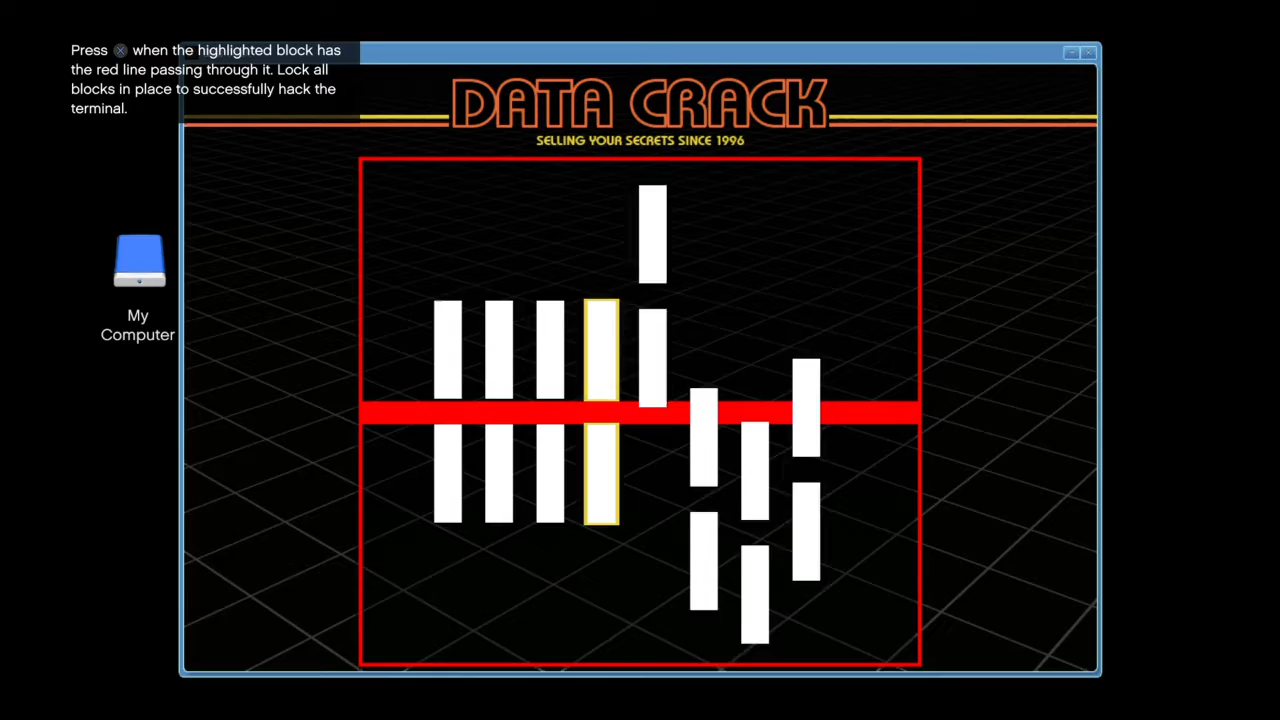 Press ⊗ when the highlighted block has
the red line passing through it. Lock all
blocks in place to successfully hack the
terminal.
DATA CRACK
SELLING YOUR SECRETS SINCE 1996
My
Computer